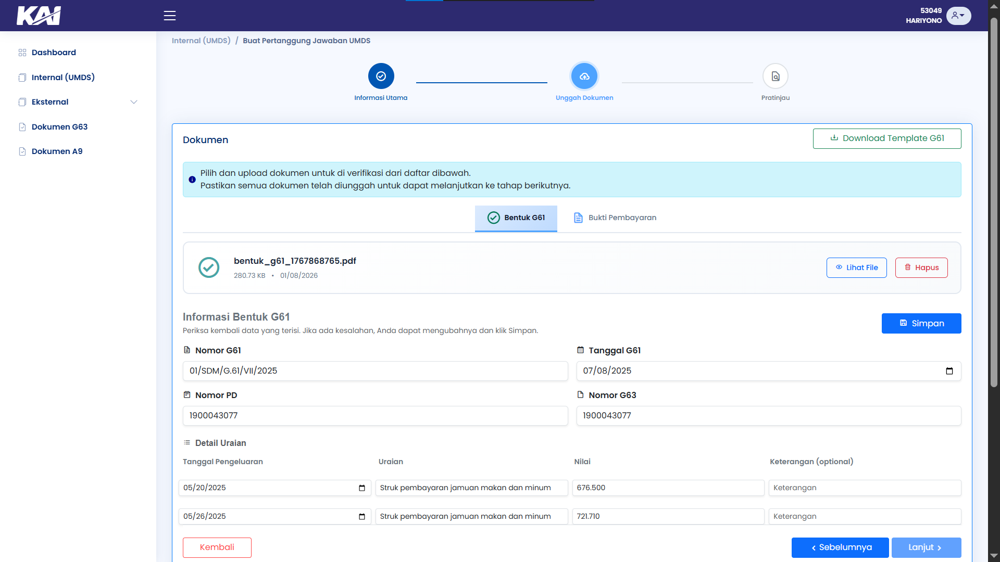 KAI
53049
HARIYONO
Dashboard
Internal (UMDS)
Eksternal
Dokumen G63
Dokumen A9
Internal (UMDS) / Buat Pertanggung Jawaban UMDS
Informasi Utama
Unggah Dokumen
Pratinjau
Dokumen
Download Template G61
Pilih dan upload dokumen untuk di verifikasi dari daftar dibawah.
Pastikan semua dokumen telah diunggah untuk dapat melanjutkan ke tahap berikutnya.
Bentuk G61
Bukti Pembayaran
bentuk_g61_1767868765.pdf
280.73 KB • 01/08/2026
Lihat File
Hapus
Informasi Bentuk G61
Periksa kembali data yang terisi. Jika ada kesalahan, Anda dapat mengubahnya dan klik Simpan.
Simpan
Nomor G61
Tanggal G61
01/SDM/G.61/VII/2025
07/08/2025
Nomor PD
Nomor G63
1900043077
1900043077
Detail Uraian
Tanggal Pengeluaran Uraian Nilai Keterangan (optional)
05/20/2025 Struk pembayaran jamuan makan dan minum 676.500 Keterangan
05/26/2025 Struk pembayaran jamuan makan dan minum 721.710 Keterangan
Kembali
Sebelumnya
Lanjut